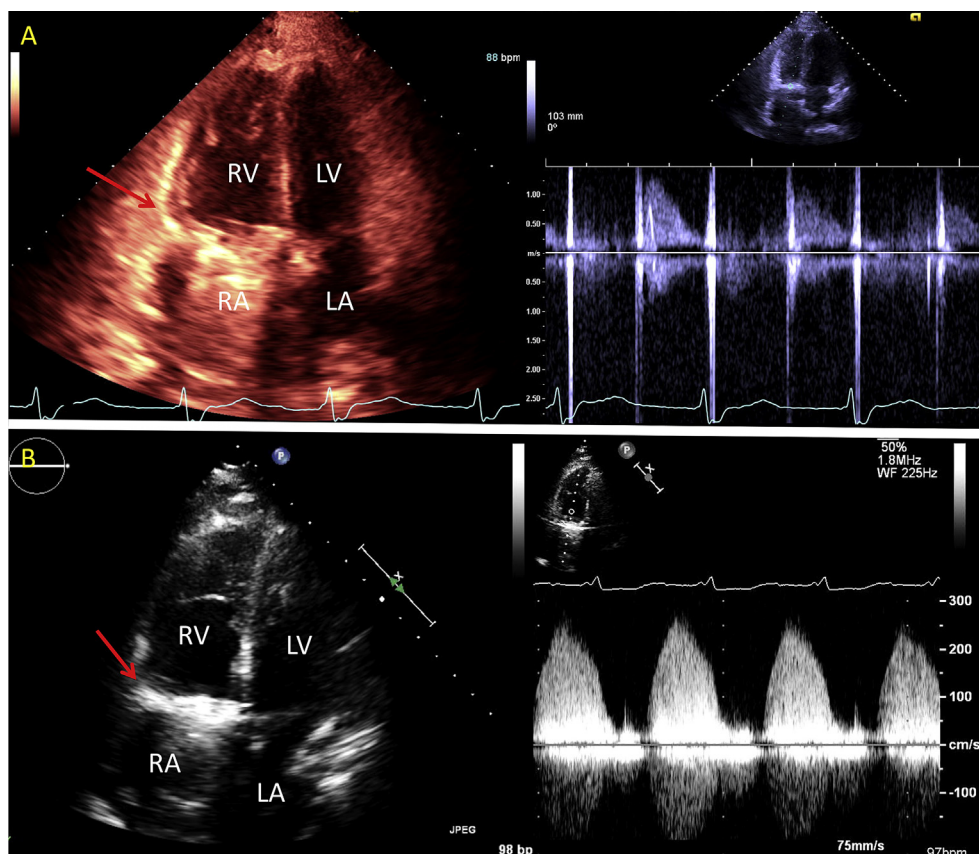 A
88 bpm
RV
LV
RA
LA
103 mm
0°
1.00
0.50
m/s
0.50
1.00
1.50
2.00
2.50
B
P
x
RV
LV
RA
LA
JPEG
98 bp
P
x
50%
1.8MHz
WF 225Hz
300
200
100
cm/s
-100
75mm/s
97bpm